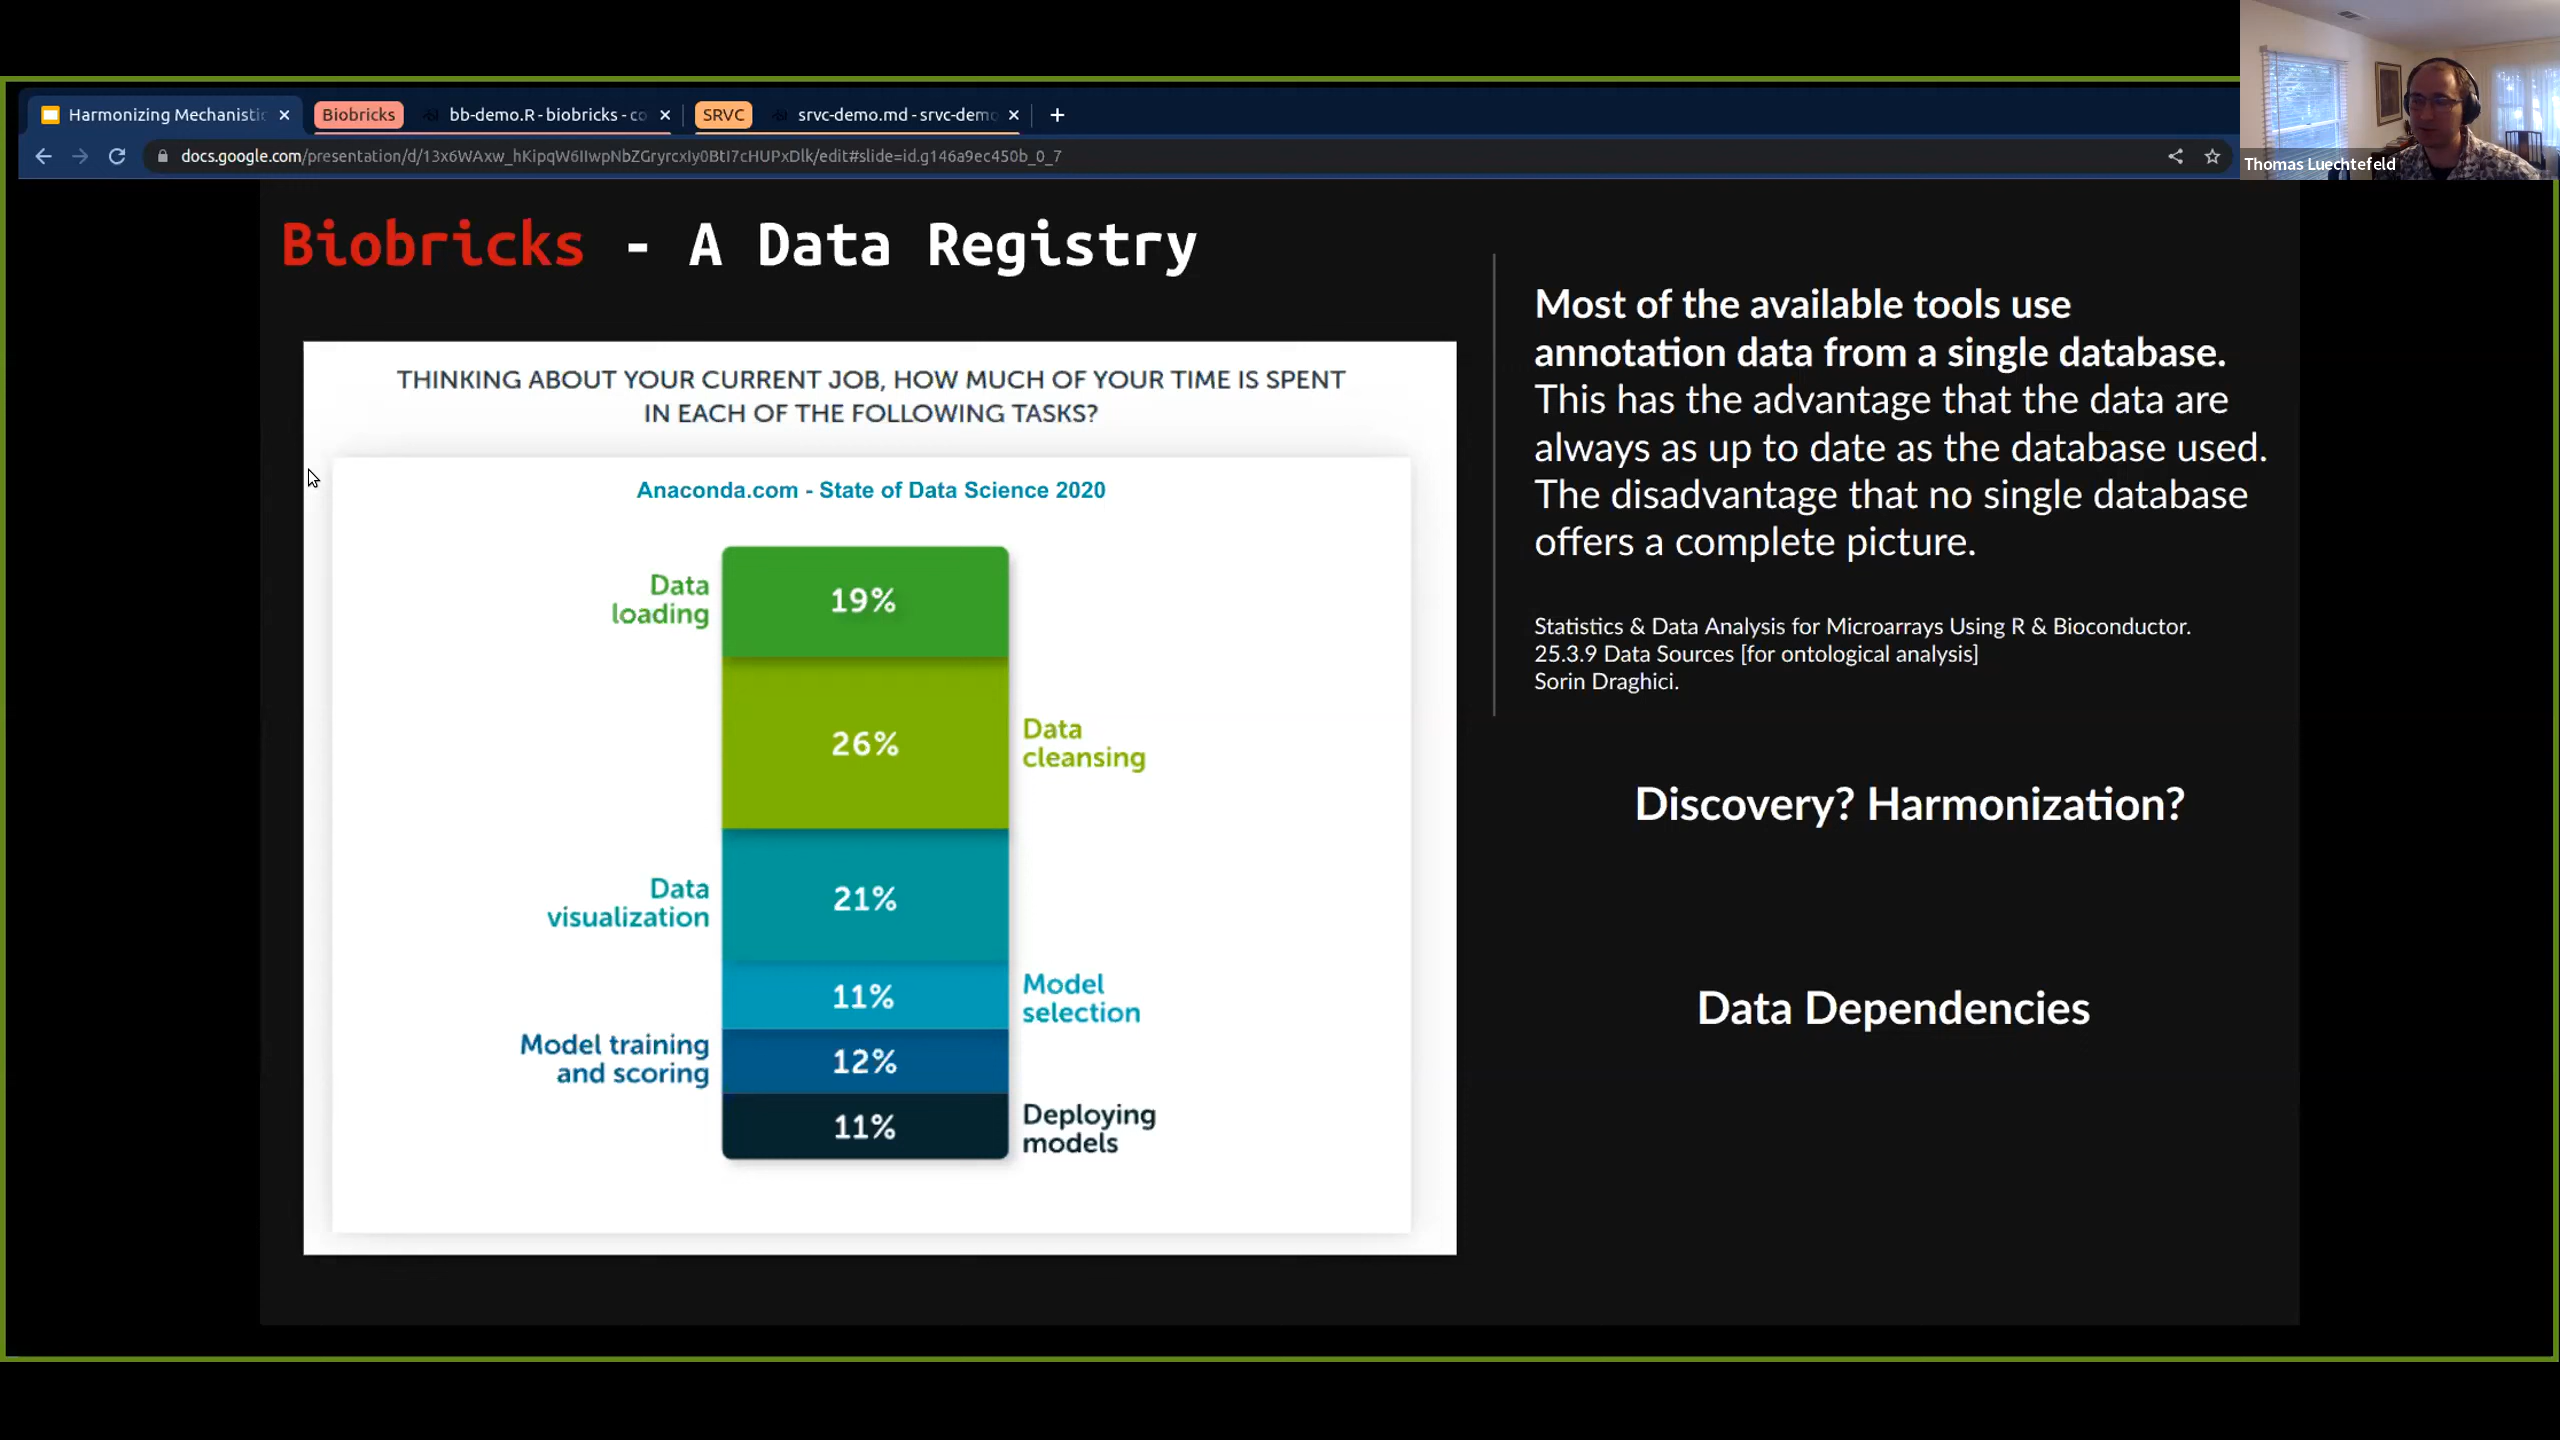 Harmonizing Mechanistic
Biobricks
bb-demo.R - biobricks - co
SRVC
srvc-demo.md - srvc-demo
docs.google.com/presentation/d/13x6WAxw_hKipqW6IIwpNbZGryrcxIy0BtI7cHUPxDlk/edit#slide=id.g146a9ec450b_0_7
Thomas Luechtefeld
Biobricks - A Data Registry
THINKING ABOUT YOUR CURRENT JOB, HOW MUCH OF YOUR TIME IS SPENT
IN EACH OF THE FOLLOWING TASKS?
Anaconda.com - State of Data Science 2020
Data
loading
19%
26%
Data
cleansing
Data
visualization
21%
11%
Model
selection
Model training
and scoring
12%
11%
Deploying
models
Most of the available tools use
annotation data from a single database.
This has the advantage that the data are
always as up to date as the database used.
The disadvantage that no single database
offers a complete picture.
Statistics & Data Analysis for Microarrays Using R & Bioconductor.
25.3.9 Data Sources [for ontological analysis]
Sorin Draghici.
Discovery? Harmonization?
Data Dependencies